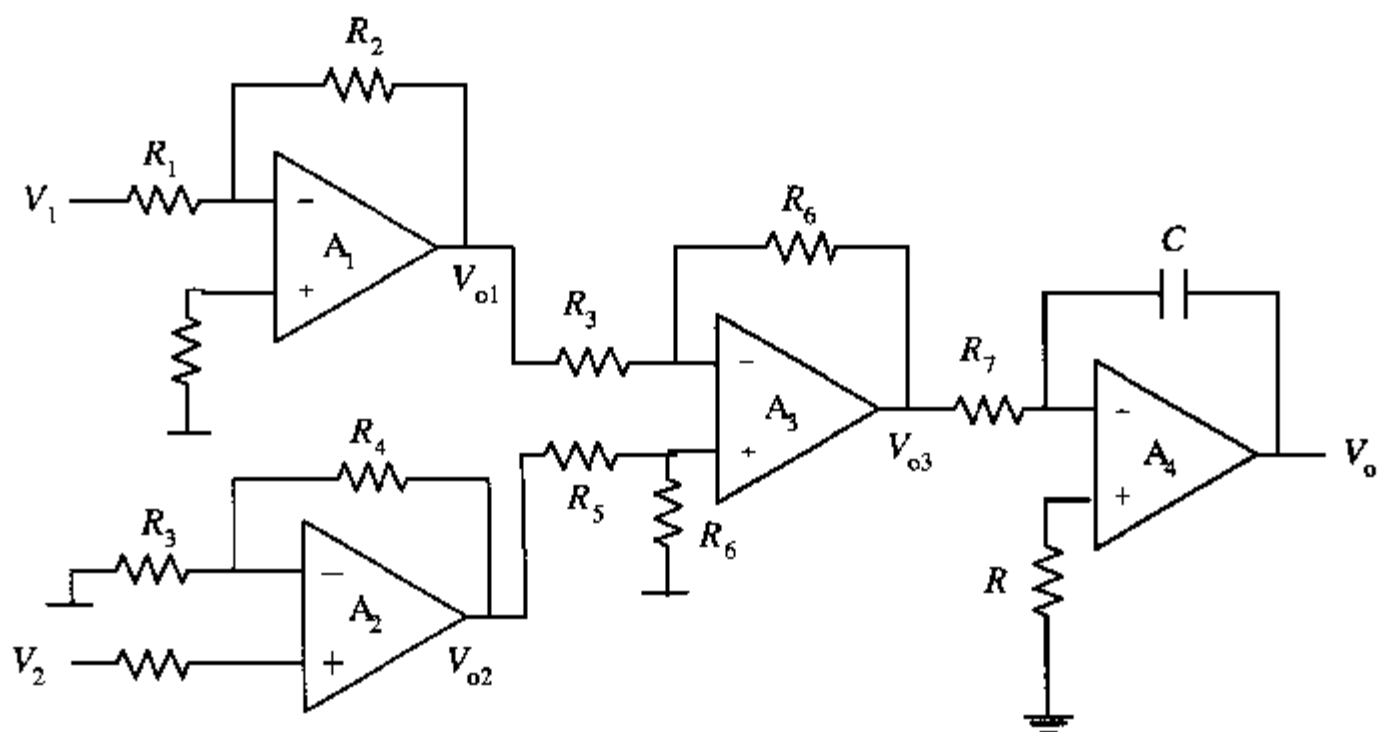 R2
R1
V1
−
A1
+
Vo1
R6
C
R3
−
A3
+
Vo3
R7
−
A4
+
Vo
R
R4
R5
R6
R3
−
A2
+
V2
Vo2